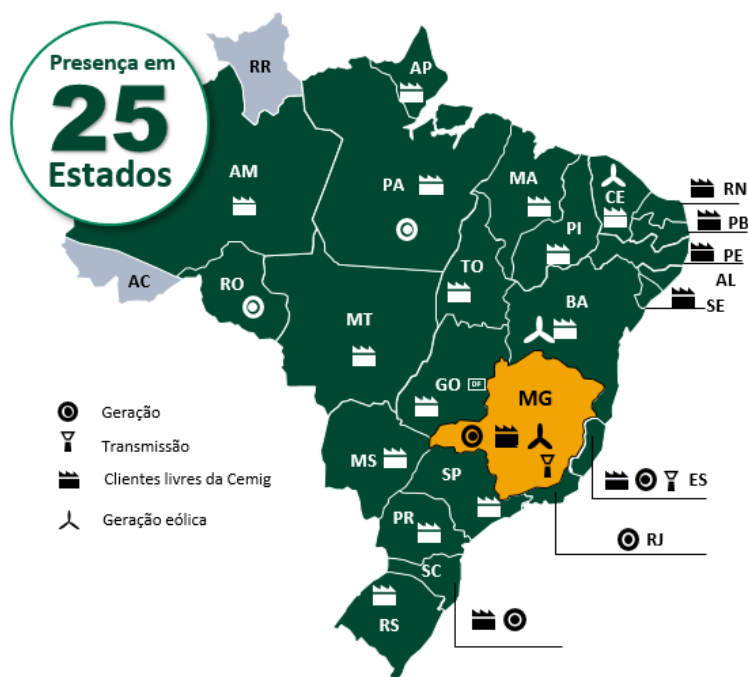 Presença em
25
Estados
RR
AP
AM
PA
MA
CE
RN
PB
PI
PE
TO
AL
AC
RO
BA
SE
MT
GO
DF
MG
Geração
Transmissão
MS
SP
Clientes livres da Cemig
ES
PR
Geração eólica
RJ
SC
RS